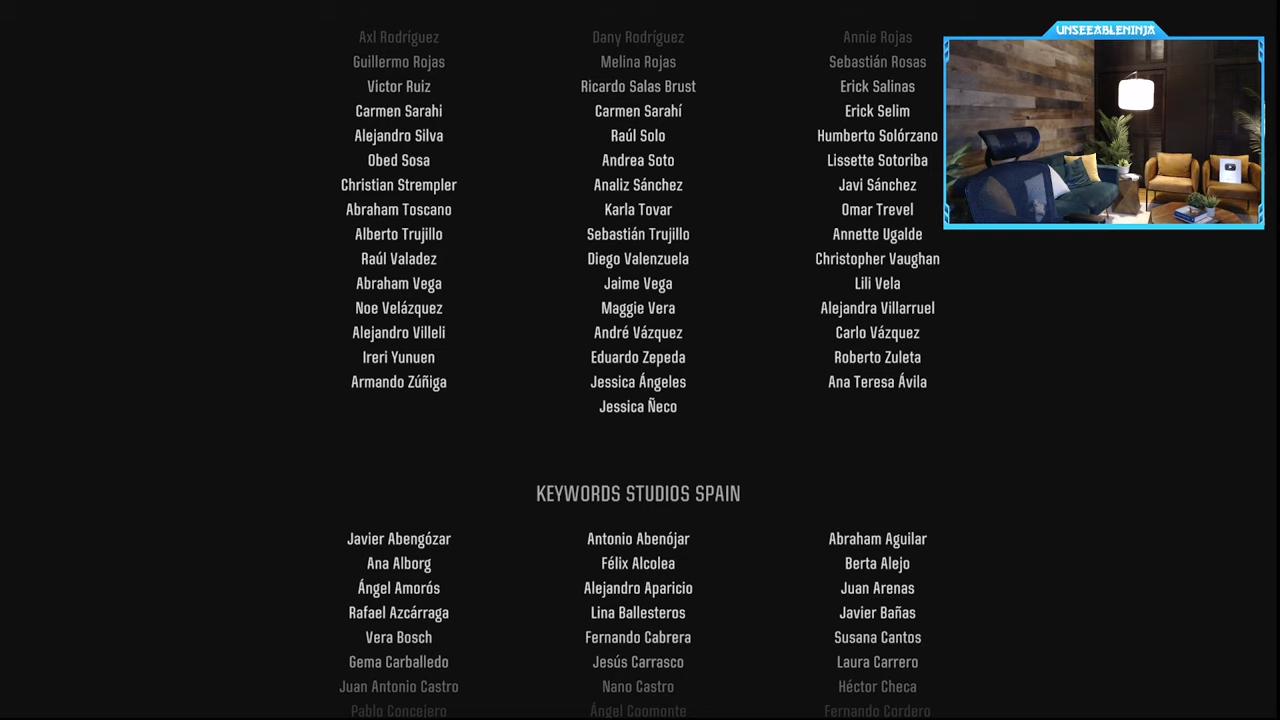 UNSEEABLENINJA
Axl Rodríguez Dany Rodríguez Annie Rojas
Guillermo Rojas Melina Rojas Sebastián Rosas
Victor Ruiz Ricardo Salas Brust Erick Salinas
Carmen Sarahi Carmen Sarahí Erick Selim
Alejandro Silva Raúl Solo Humberto Solórzano
Obed Sosa Andrea Soto Lissette Sotoriba
Christian Strempler Analiz Sánchez Javi Sánchez
Abraham Toscano Karla Tovar Omar Trevel
Alberto Trujillo Sebastián Trujillo Annette Ugalde
Raúl Valadez Diego Valenzuela Christopher Vaughan
Abraham Vega Jaime Vega Lili Vela
Noe Velázquez Maggie Vera Alejandra Villarruel
Alejandro Villeli André Vázquez Carlo Vázquez
Ireri Yunuen Eduardo Zepeda Roberto Zuleta
Armando Zúñiga Jessica Ángeles Ana Teresa Ávila
Jessica Ñeco
KEYWORDS STUDIOS SPAIN
Javier Abengózar Antonio Abenójar Abraham Aguilar
Ana Alborg Félix Alcolea Berta Alejo
Ángel Amorós Alejandro Aparicio Juan Arenas
Rafael Azcárraga Lina Ballesteros Javier Bañas
Vera Bosch Fernando Cabrera Susana Cantos
Gema Carballedo Jesús Carrasco Laura Carrero
Juan Antonio Castro Nano Castro Héctor Checa
Pablo Concejero Ángel Coomonte Fernando Cordero